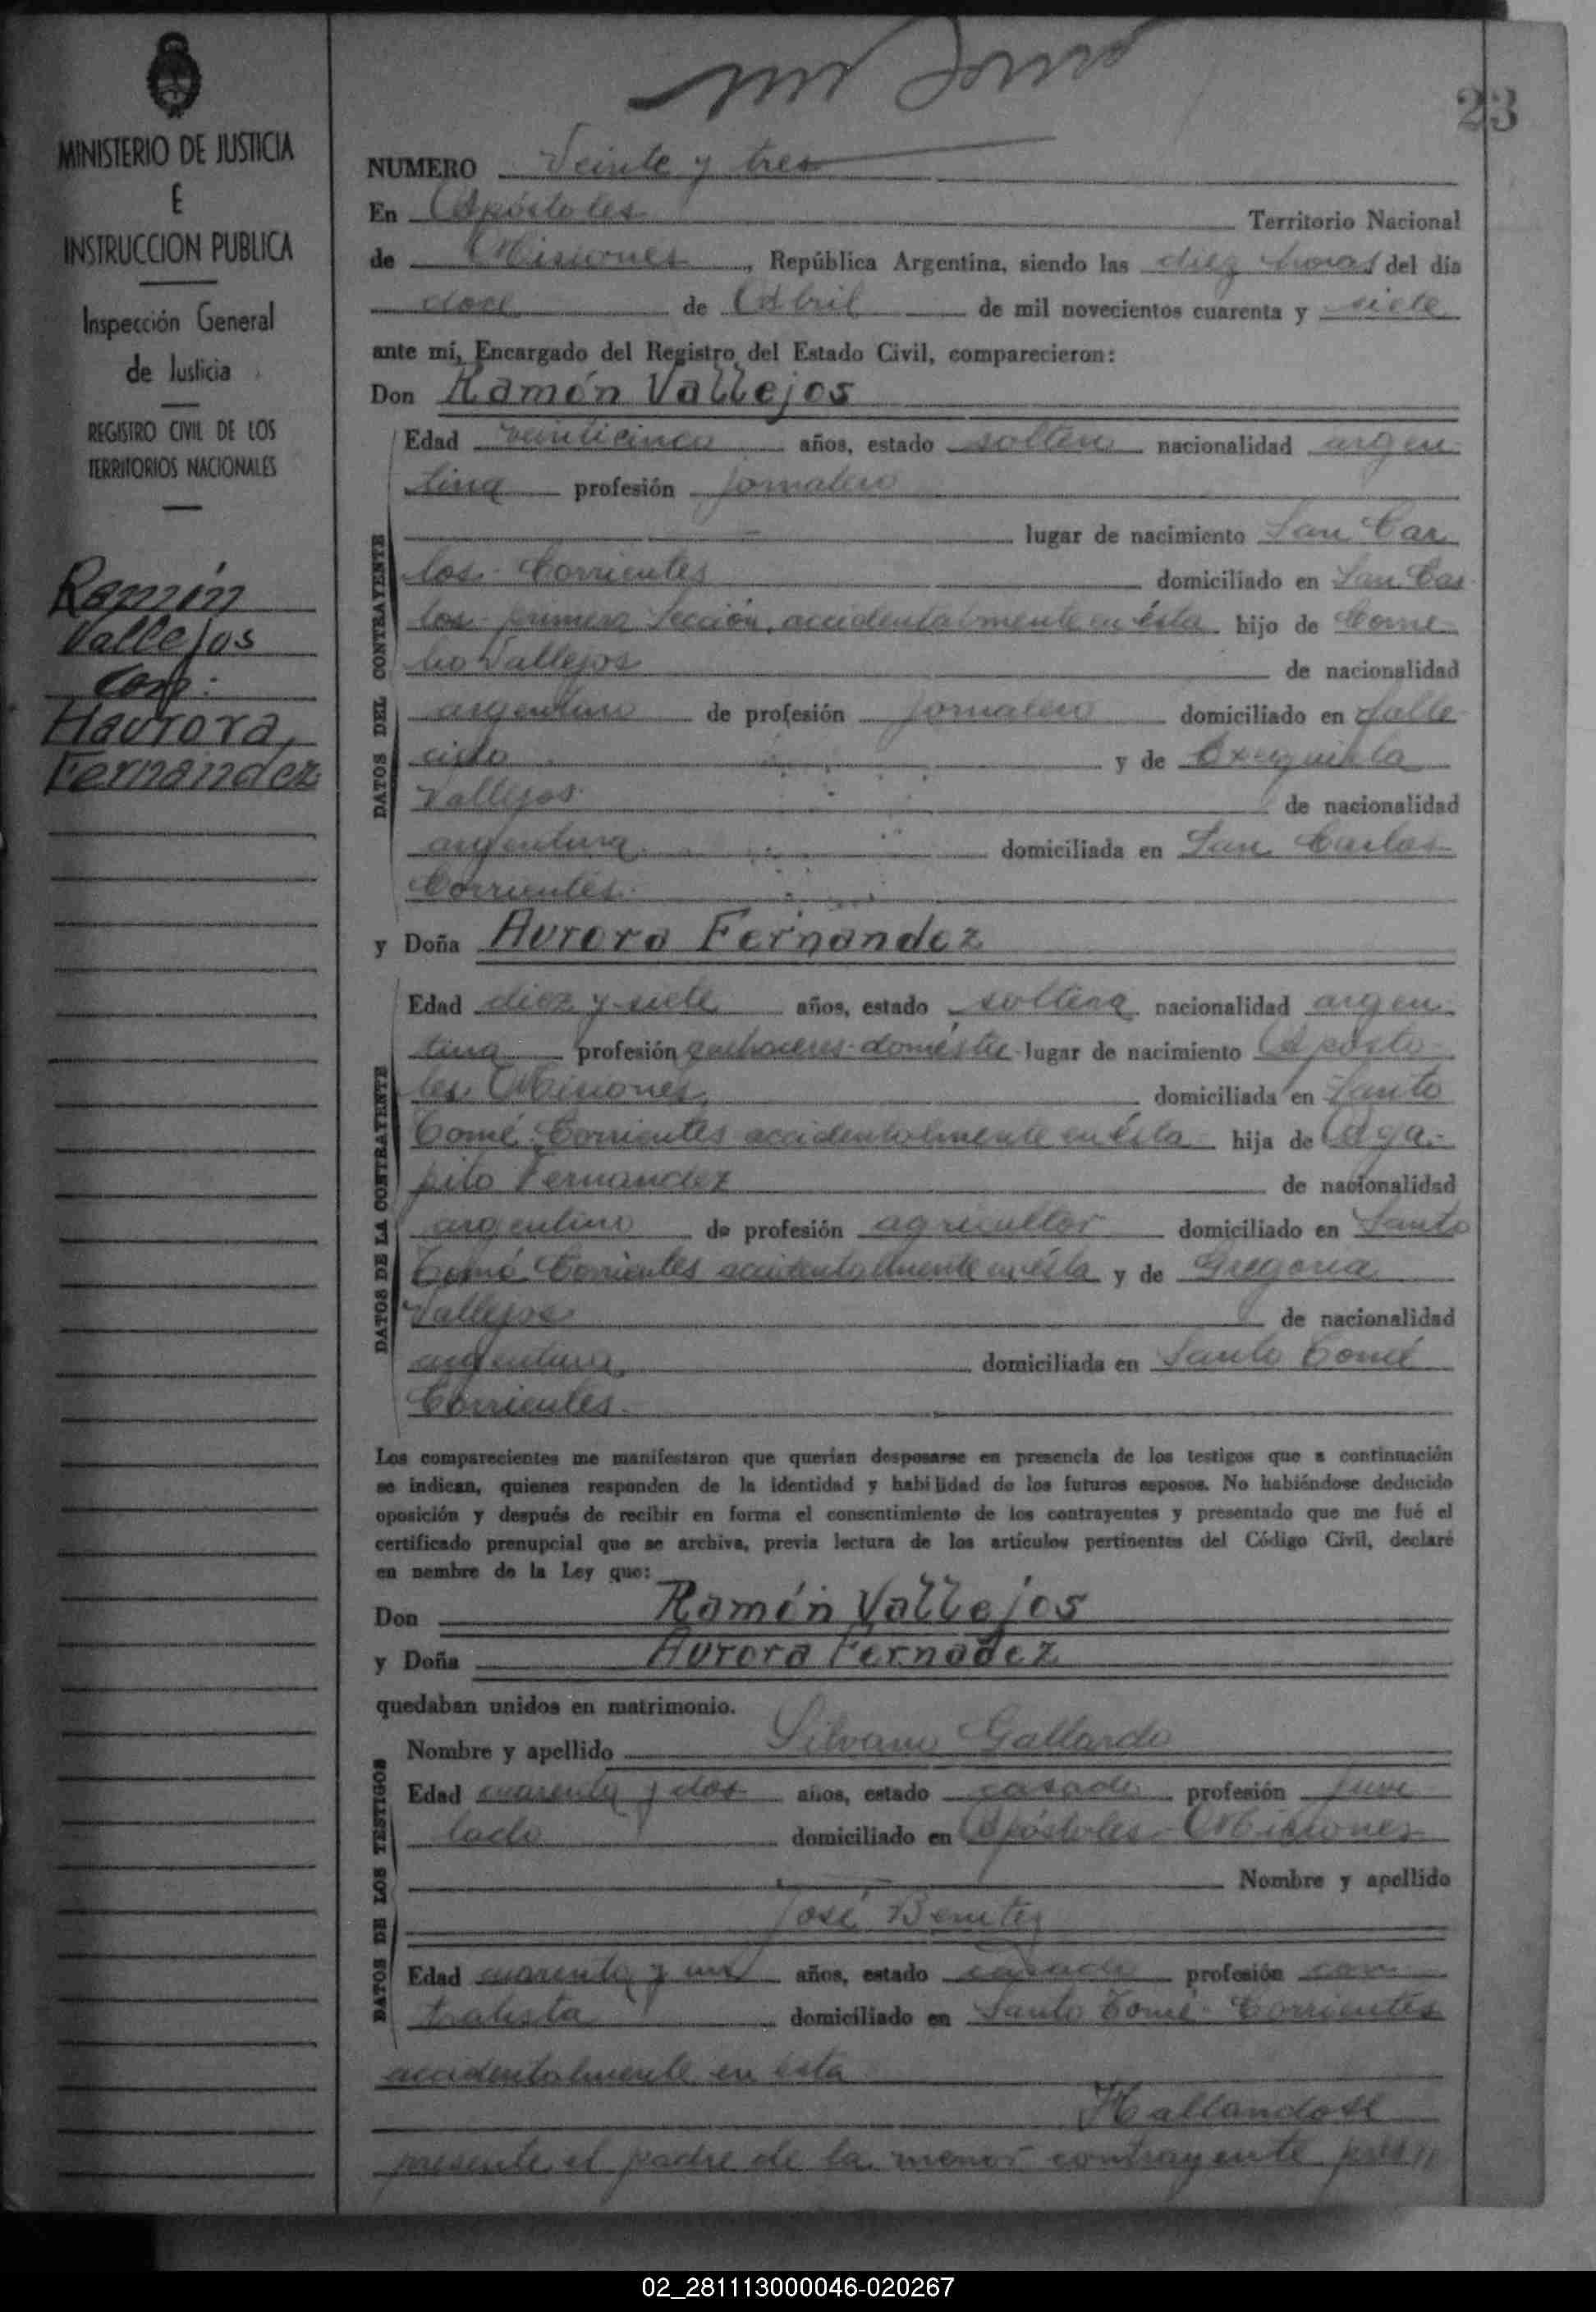 MINISTERIO DE JUSTICIA
E
INSTRUCCION PUBLICA
Inspección General
de Justicia
REGISTRO CIVIL DE LOS
TERRITORIOS NACIONALES
Ramón
Vallejos
con:
Haurora
Fernández
23
NUMERO Veinte y tres
En Apóstoles Territorio Nacional
de Misiones, República Argentina, siendo las diez horas del día
doce de Abril de mil novecientos cuarenta y siete
ante mí, Encargado del Registro del Estado Civil, comparecieron:
Don Ramón Vallejos
DATOS DEL CONTRAYENTE
Edad veinticinco años, estado soltero nacionalidad argen
tina profesión jornalero
lugar de nacimiento San Car
los - Corrientes domiciliado en San Car
los - primera Sección, accidentalmente en ésta hijo de Corne
lio Vallejos de nacionalidad
argentino de profesión jornalero domiciliado en falle
cido y de Exequiela
Vallejos de nacionalidad
argentina domiciliada en San Carlos
Corrientes.
y Doña Aurora Fernández
DATOS DE LA CONTRAYENTE
Edad diez y siete años, estado soltera nacionalidad argen
tina profesión quehaceres doméstic lugar de nacimiento Aposto
les Misiones domiciliada en Santo
Tomé Corrientes accidentalmente en ésta hija de Aga-
pito Fernandez de nacionalidad
argentino de profesión agricultor domiciliado en Santo
Tomé Corrientes accidentalmente en ésta y de Gregoria
Vallejos de nacionalidad
argentina domiciliada en Santo Tomé
Corrientes.
Los comparecientes me manifestaron que querían desposarse en presencia de los testigos que a continuación
se indican, quienes responden de la identidad y habilidad de los futuros esposos. No habiéndose deducido
oposición y después de recibir en forma el consentimiento de los contrayentes y presentado que me fué el
certificado prenupcial que se archiva, previa lectura de los artículos pertinentes del Código Civil, declaré
en nombre de la Ley que:
Don Ramón Vallejos
y Doña Aurora Fernadez
quedaban unidos en matrimonio.
DATOS DE LOS TESTIGOS
Nombre y apellido Silvano Gallardo
Edad cuarenta y dos años, estado casado profesión
domiciliado en Apóstoles - Misiones
Nombre y apellido
José Benitez
Edad cuarenta y un años, estado casado profesión con
tratista domiciliado en Santo Tomé - Corrientes
accidentalmente en ésta
Hallandose
presente el padre de la menor contrayente
02_281113000046-020267